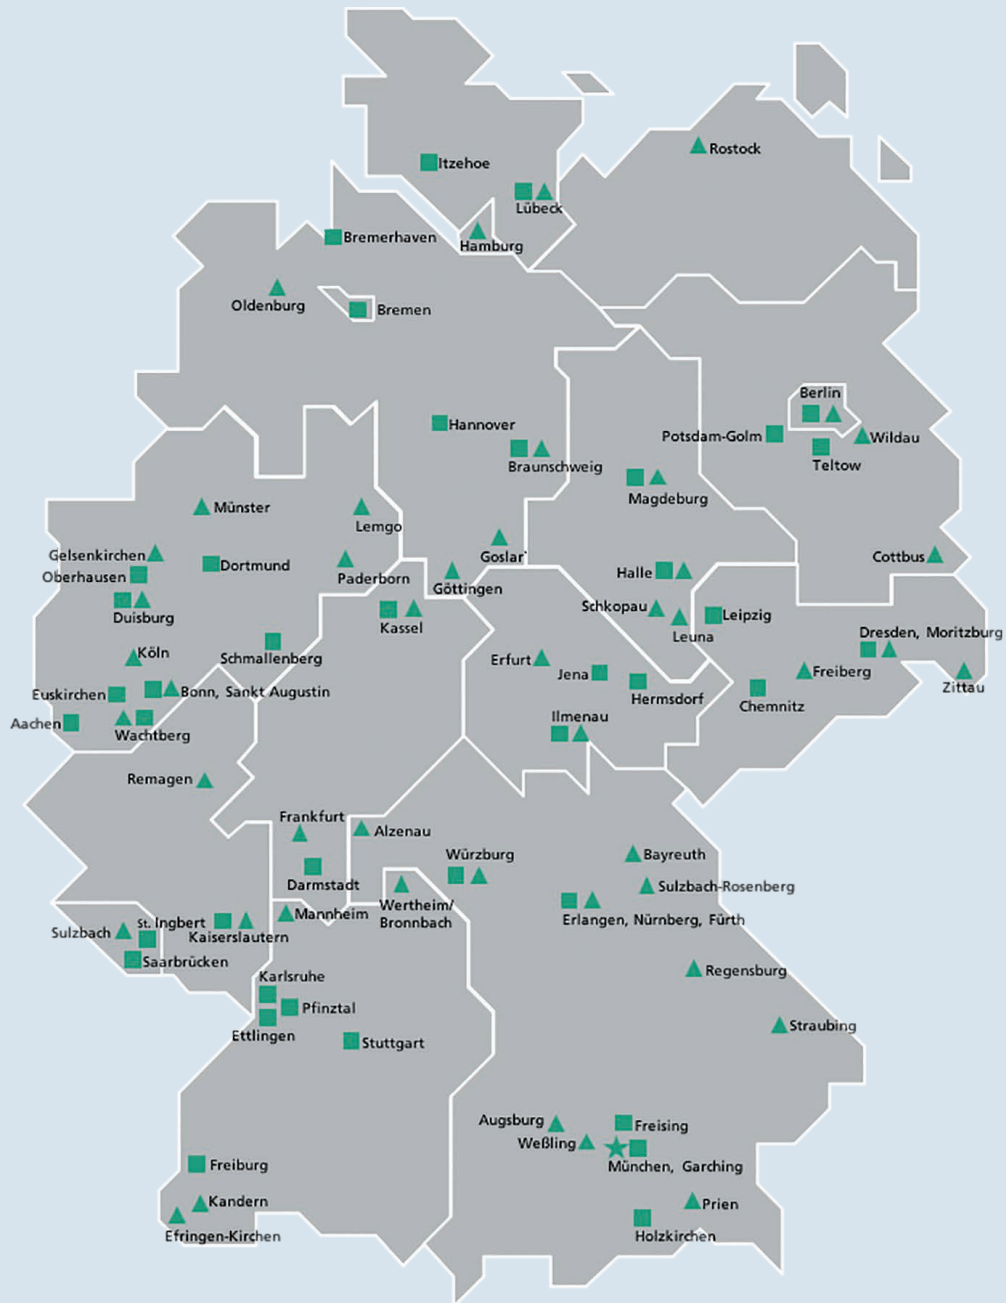 Rostock
Itzehoe
Lübeck
Bremerhaven
Hamburg
Oldenburg
Bremen
Berlin
Hannover
Potsdam-Golm
Wildau
Braunschweig
Teltow
Magdeburg
Münster
Lemgo
Gelsenkirchen
Goslar
Cottbus
Dortmund
Oberhausen
Paderborn
Göttingen
Halle
Duisburg
Kassel
Schkopau
Leipzig
Leuna
Dresden, Moritzburg
Köln
Schmallenberg
Erfurt
Jena
Freiberg
Zittau
Euskirchen
Bonn, Sankt Augustin
Hermsdorf
Chemnitz
Aachen
Wachtberg
Ilmenau
Remagen
Frankfurt
Alzenau
Würzburg
Bayreuth
Darmstadt
Sulzbach-Rosenberg
Wertheim/
Bronnbach
Mannheim
Erlangen, Nürnberg, Fürth
St. Ingbert
Sulzbach
Kaiserslautern
Saarbrücken
Regensburg
Karlsruhe
Pfinztal
Straubing
Ettlingen
Stuttgart
Augsburg
Freising
Weßling
München, Garching
Freiburg
Kandern
Prien
Efringen-Kirchen
Holzkirchen